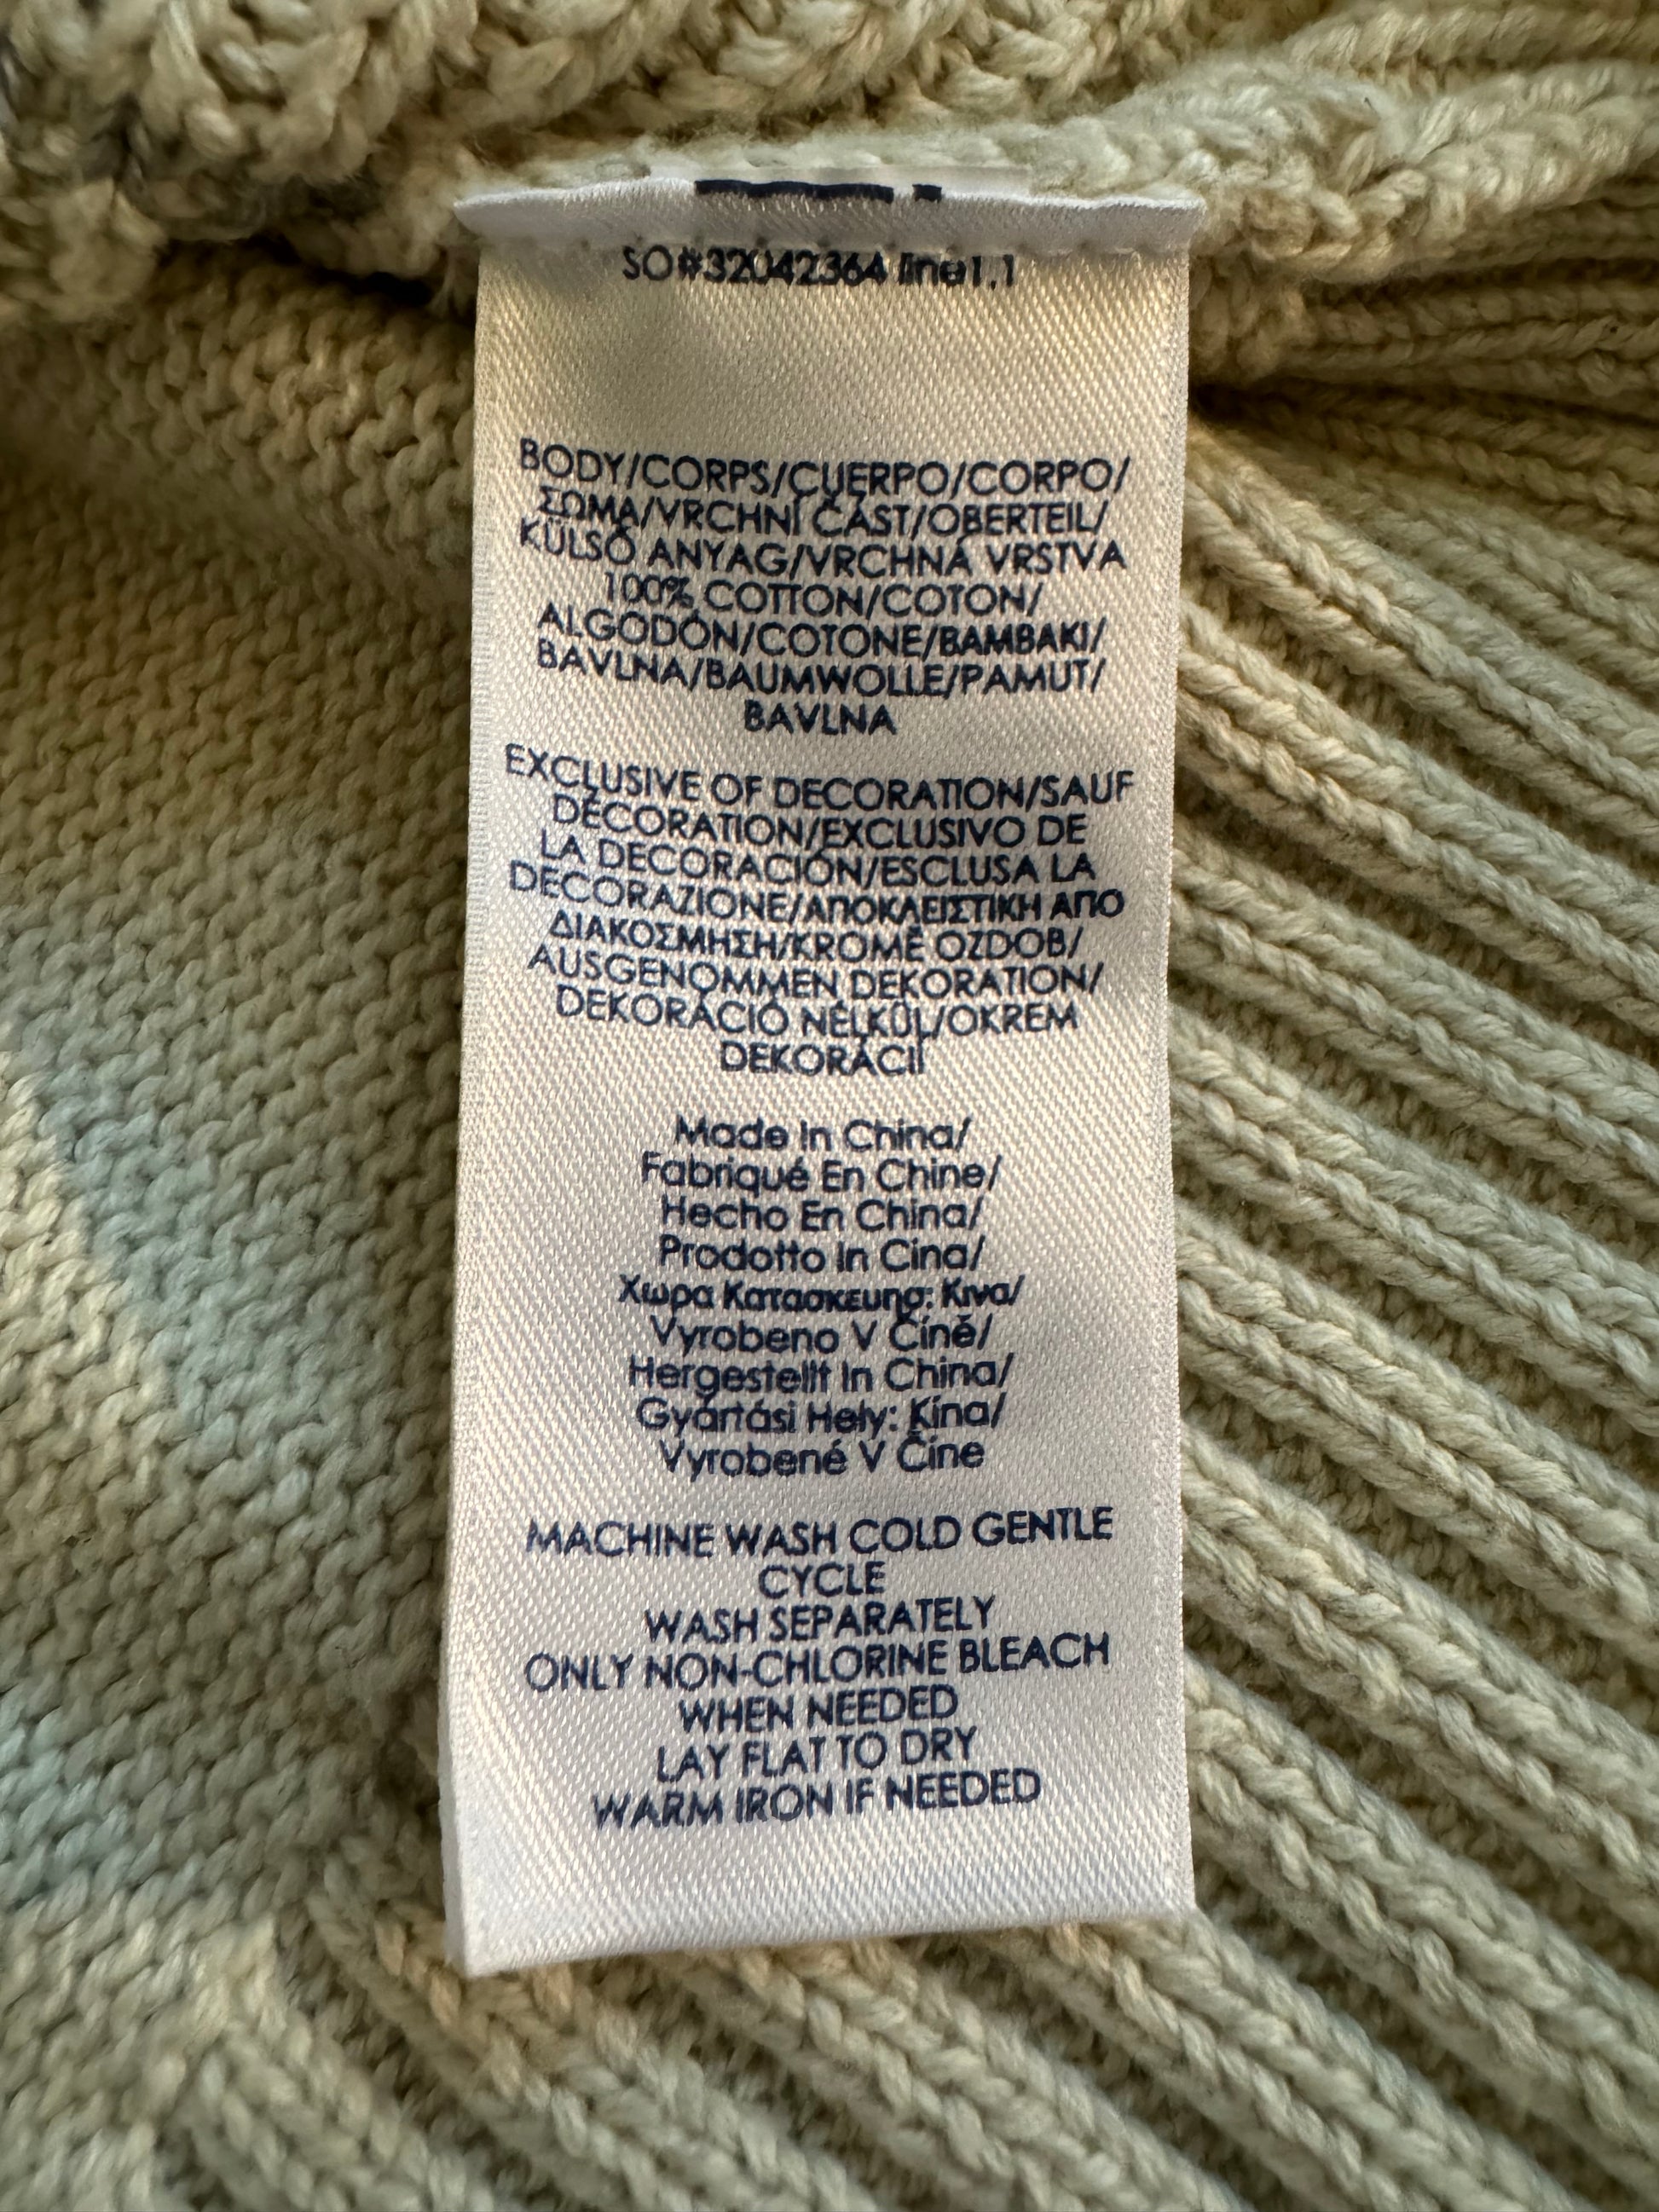 SO#32042364 line1.1
BODY/CORPS/CUERPO/CORPO/
ΣΩΜΑ/VRCHNÍ ČÁST/OBERTEIL/
KÜLSŐ ANYAG/VRCHNÁ VRSTVA
100% COTTON/COTON/
ALGODÓN/COTONE/BAMBAKI/
BAVLNA/BAUMWOLLE/PAMUT/
BAVLNA
EXCLUSIVE OF DECORATION/SAUF
DÉCORATION/EXCLUSIVO DE
LA DECORACIÓN/ESCLUSA LA
DECORAZIONE/ΑΠΟΚΛΕΙΣΤΙΚΗ ΑΠΟ
ΔΙΑΚΟΣΜΗΣΗ/KROMĚ OZDOB/
AUSGENOMMEN DEKORATION/
DEKORÁCIÓ NÉLKÜL/OKREM
DEKORÁCIÍ
Made In China/
Fabriqué En Chine/
Hecho En China/
Prodotto In Cina/
Χωρα Κατασκευησ: Κινα/
Vyrobeno V Číně/
Hergestellt In China/
Gyártási Hely: Kína/
Vyrobené V Číne
MACHINE WASH COLD GENTLE
CYCLE
WASH SEPARATELY
ONLY NON-CHLORINE BLEACH
WHEN NEEDED
LAY FLAT TO DRY
WARM IRON IF NEEDED